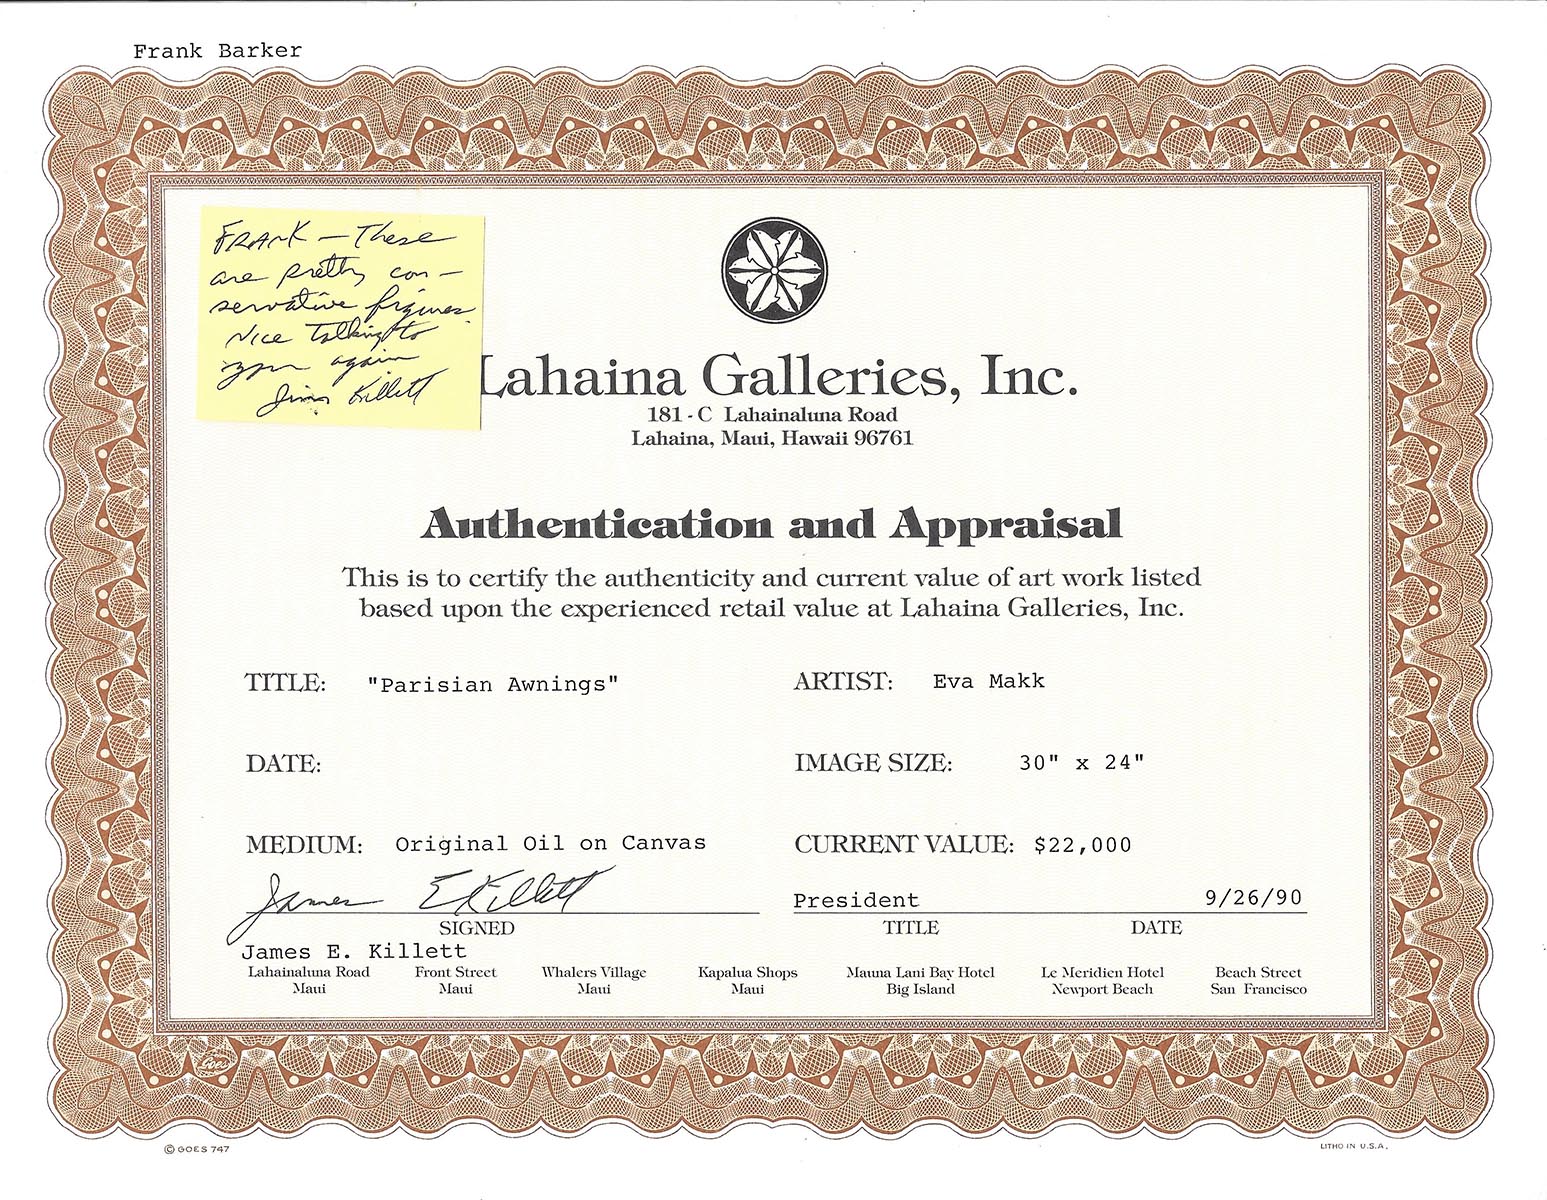 Frank Barker
FRANK — These
are pretty con-
servative figures.
Nice talking to
you again
Jim Killett
Lahaina Galleries, Inc.
181-C Lahainaluna Road
Lahaina, Maui, Hawaii 96761
Authentication and Appraisal
This is to certify the authenticity and current value of art work listed
based upon the experienced retail value at Lahaina Galleries, Inc.
TITLE: "Parisian Awnings" ARTIST: Eva Makk
DATE: IMAGE SIZE: 30" x 24"
MEDIUM: Original Oil on Canvas CURRENT VALUE: $22,000
James E Killett President 9/26/90
SIGNED TITLE DATE
James E. Killett
Lahainaluna Road Front Street Whalers Village Kapalua Shops Mauna Lani Bay Hotel Le Meridien Hotel Beach Street
Maui Maui Maui Maui Big Island Newport Beach San Francisco
Goes
© GOES 747 LITHO IN U.S.A.